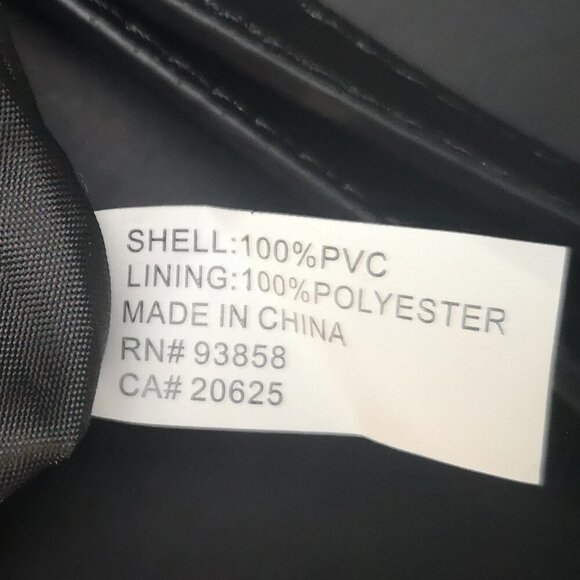 SHELL:100%PVC
LINING:100%POLYESTER
MADE IN CHINA
RN# 93858
CA# 20625